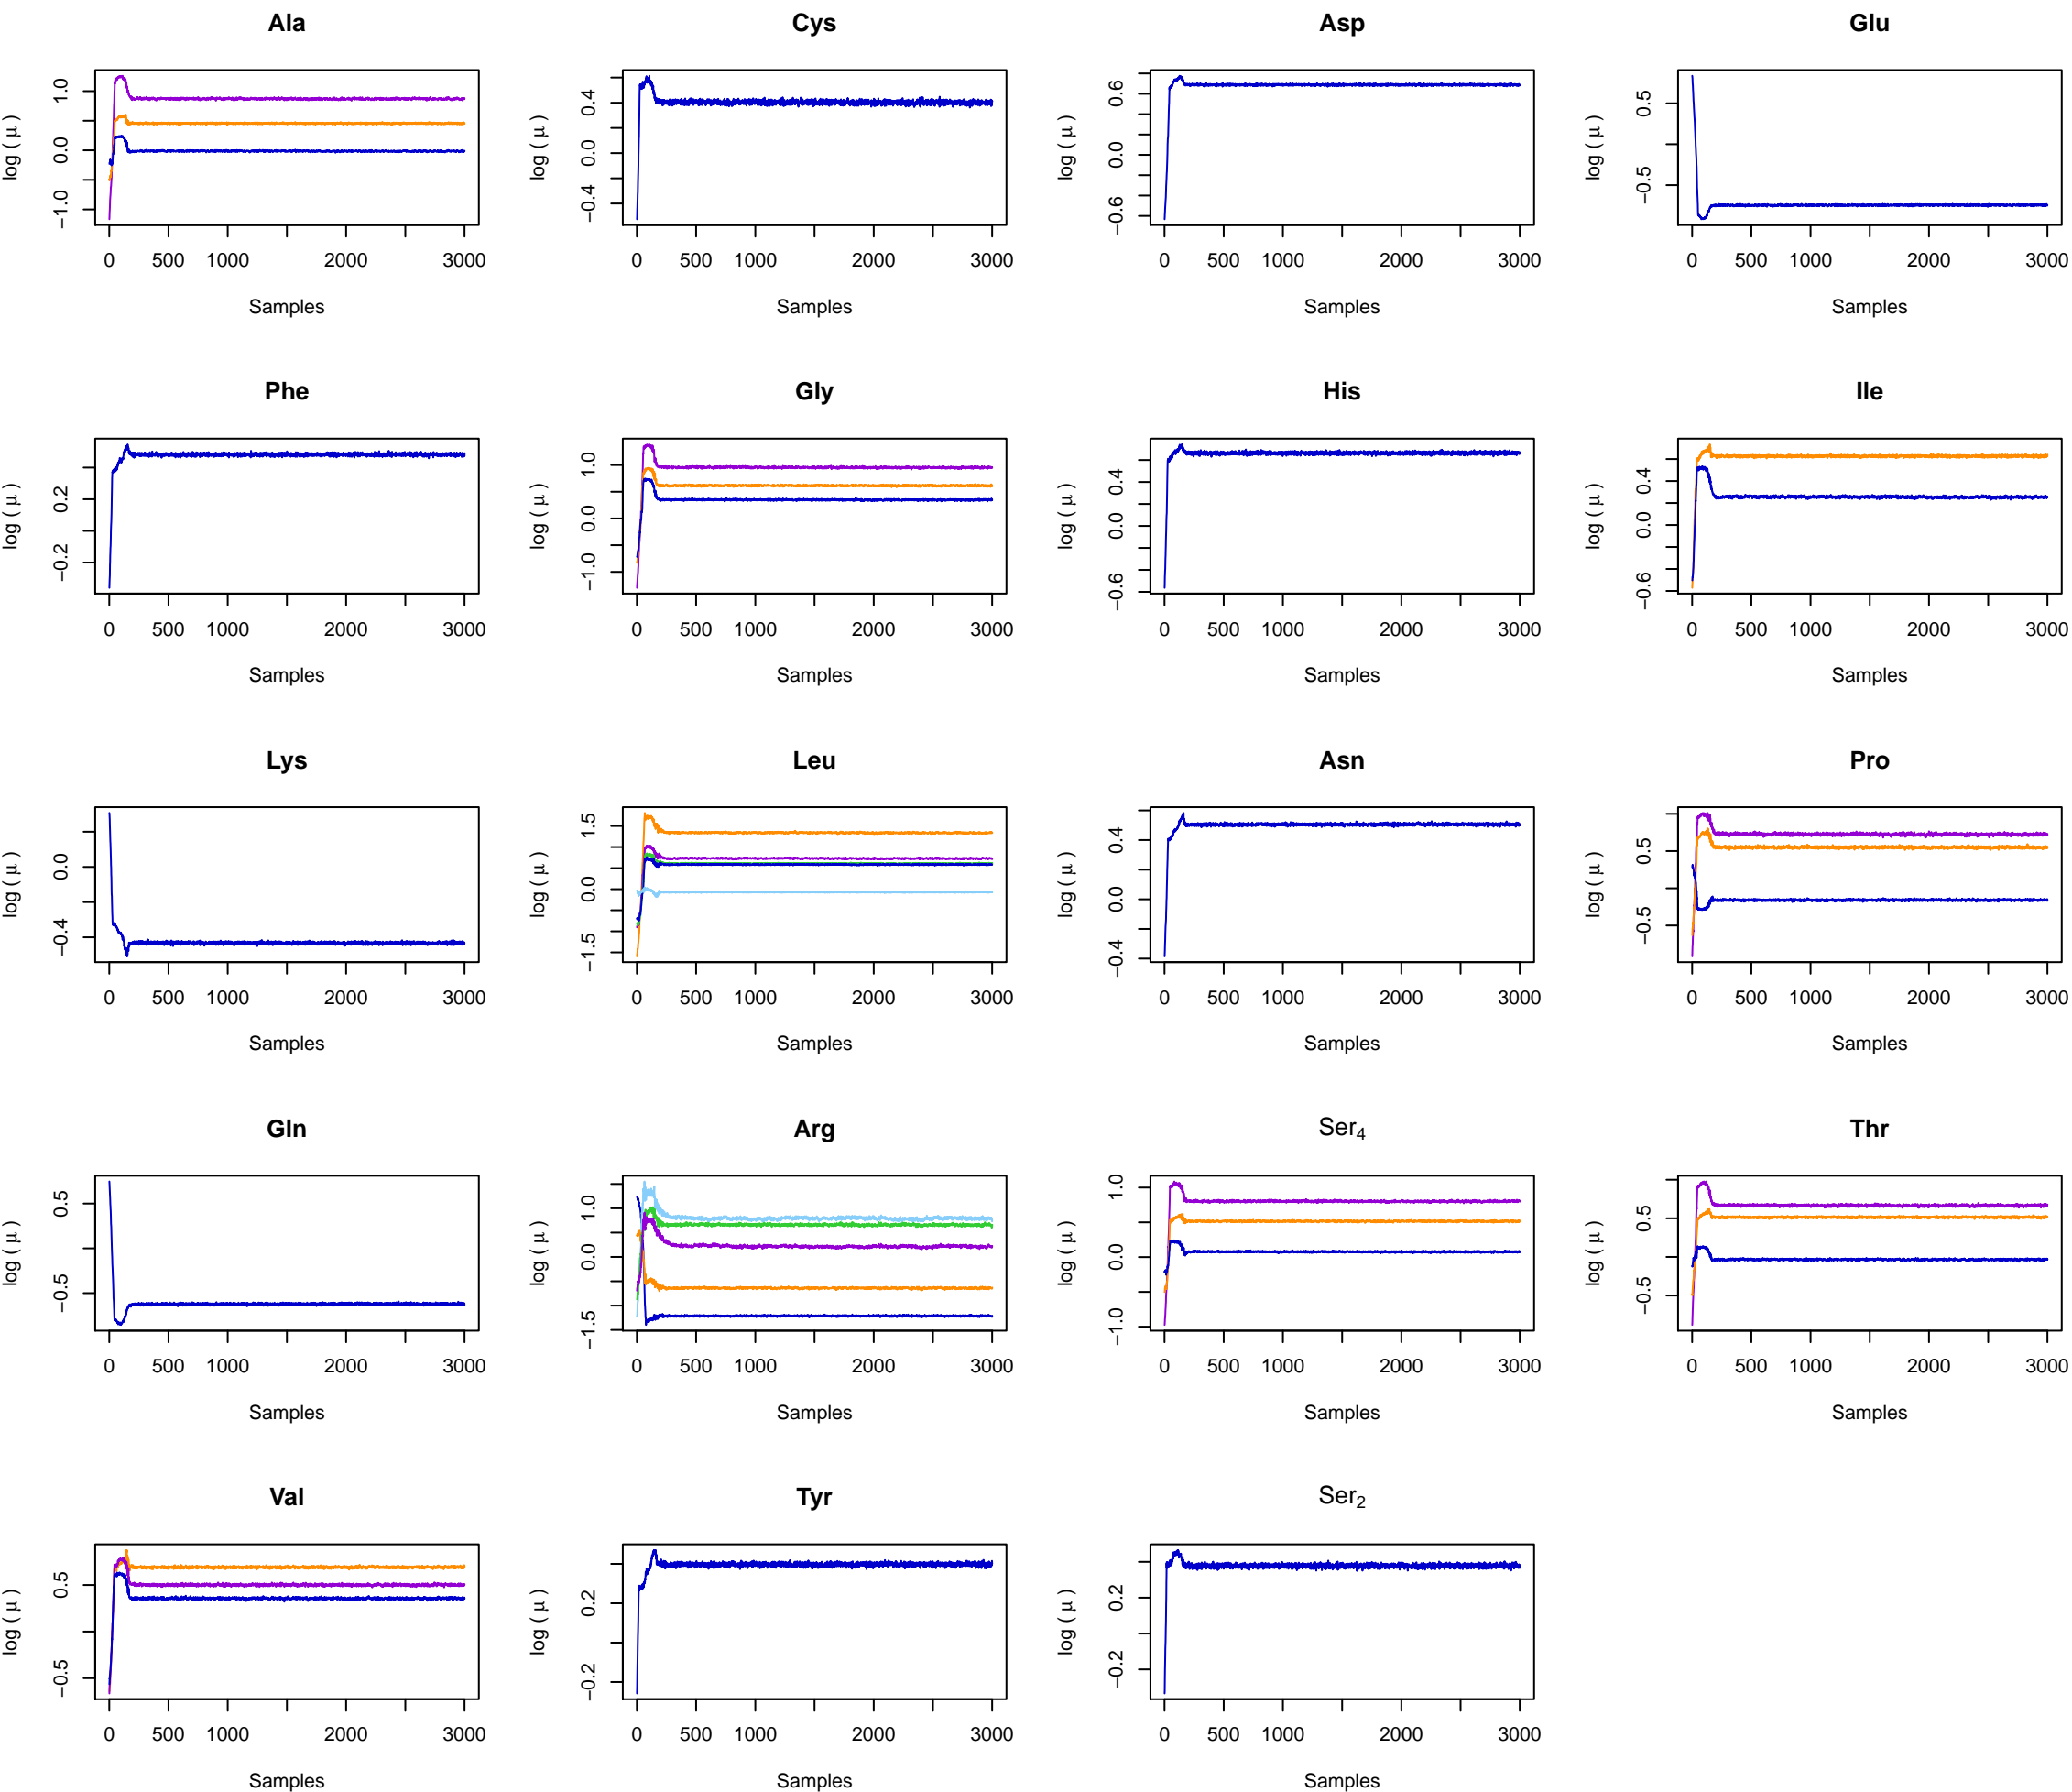 Ala
log ( μ )
−1.0 0.0 1.0
0 500 1000 2000 3000
Samples
Cys
log ( μ )
−0.4 0.0 0.4
0 500 1000 2000 3000
Samples
Asp
log ( μ )
−0.6 0.0 0.6
0 500 1000 2000 3000
Samples
Glu
log ( μ )
−0.5 0.5
0 500 1000 2000 3000
Samples
Phe
log ( μ )
−0.2 0.2
0 500 1000 2000 3000
Samples
Gly
log ( μ )
−1.0 0.0 1.0
0 500 1000 2000 3000
Samples
His
log ( μ )
−0.6 0.0 0.4
0 500 1000 2000 3000
Samples
Ile
log ( μ )
−0.6 0.0 0.4
0 500 1000 2000 3000
Samples
Lys
log ( μ )
−0.4 0.0
0 500 1000 2000 3000
Samples
Leu
log ( μ )
−1.5 0.0 1.5
0 500 1000 2000 3000
Samples
Asn
log ( μ )
−0.4 0.0 0.4
0 500 1000 2000 3000
Samples
Pro
log ( μ )
−0.5 0.5
0 500 1000 2000 3000
Samples
Gln
log ( μ )
−0.5 0.5
0 500 1000 2000 3000
Samples
Arg
log ( μ )
−1.5 0.0 1.0
0 500 1000 2000 3000
Samples
Ser₄
log ( μ )
−1.0 0.0 1.0
0 500 1000 2000 3000
Samples
Thr
log ( μ )
−0.5 0.5
0 500 1000 2000 3000
Samples
Val
log ( μ )
−0.5 0.5
0 500 1000 2000 3000
Samples
Tyr
log ( μ )
−0.2 0.2
0 500 1000 2000 3000
Samples
Ser₂
log ( μ )
−0.2 0.2
0 500 1000 2000 3000
Samples